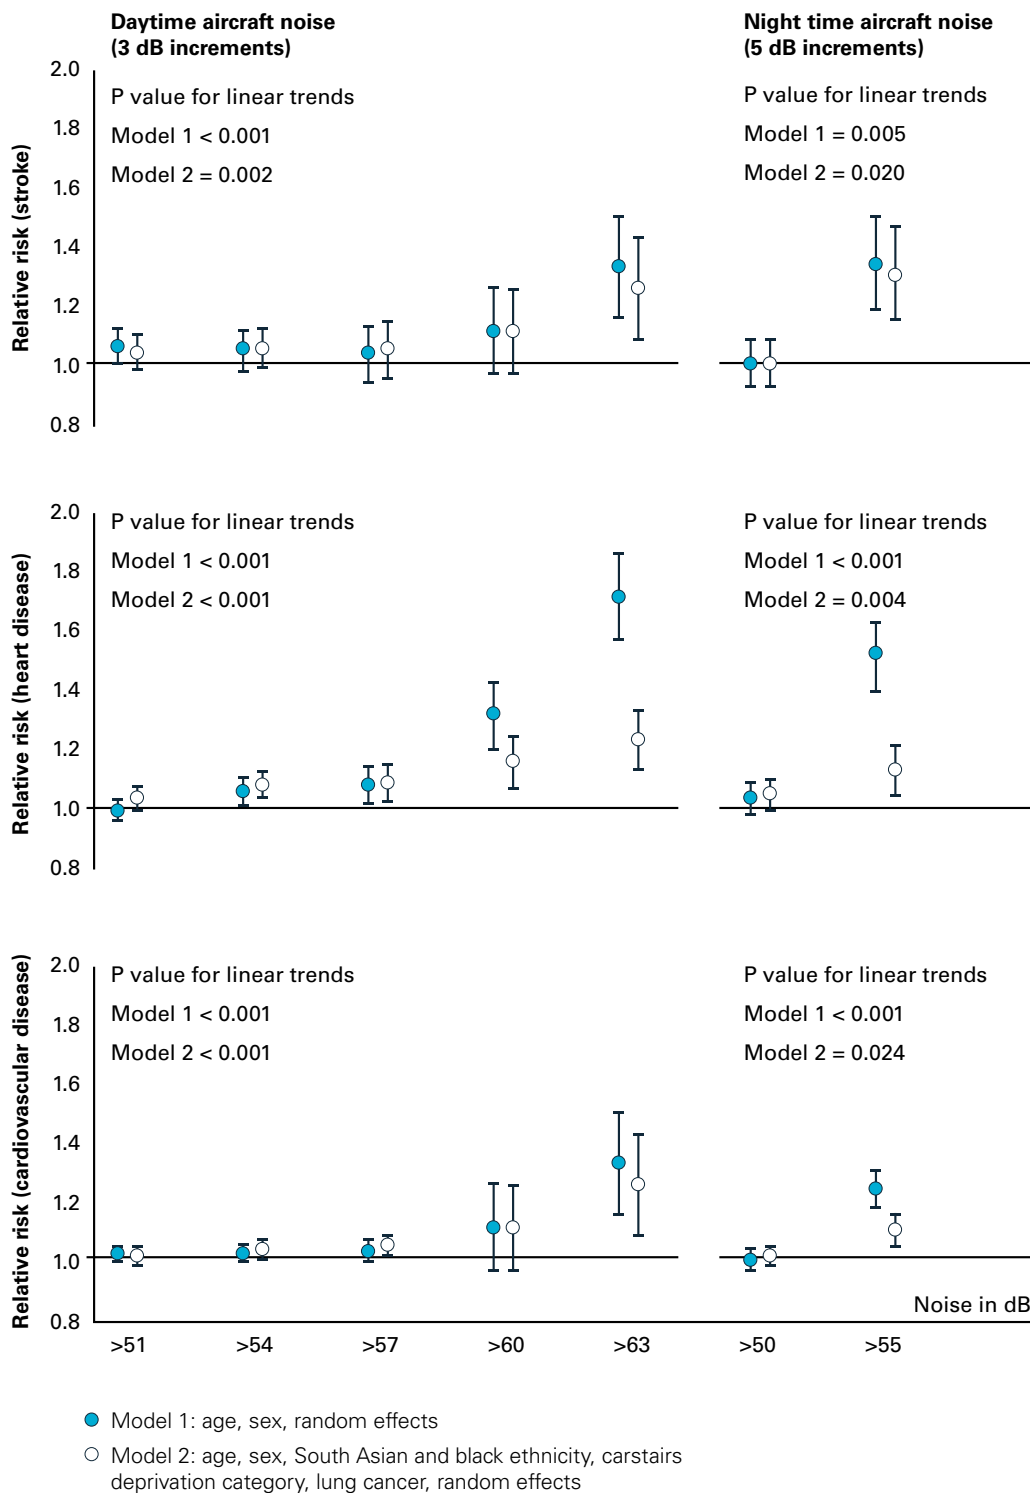 Daytime aircraft noise
(3 dB increments)
Night time aircraft noise
(5 dB increments)
Relative risk (stroke)
2.0
1.8
1.6
1.4
1.2
1.0
0.8
P value for linear trends
Model 1 < 0.001
Model 2 = 0.002
P value for linear trends
Model 1 = 0.005
Model 2 = 0.020
Relative risk (heart disease)
2.0
1.8
1.6
1.4
1.2
1.0
0.8
P value for linear trends
Model 1 < 0.001
Model 2 < 0.001
P value for linear trends
Model 1 < 0.001
Model 2 = 0.004
Relative risk (cardiovascular disease)
2.0
1.8
1.6
1.4
1.2
1.0
0.8
P value for linear trends
Model 1 < 0.001
Model 2 < 0.001
P value for linear trends
Model 1 < 0.001
Model 2 = 0.024
Noise in dB
>51 >54 >57 >60 >63 >50 >55
Model 1: age, sex, random effects
Model 2: age, sex, South Asian and black ethnicity, carstairs
deprivation category, lung cancer, random effects